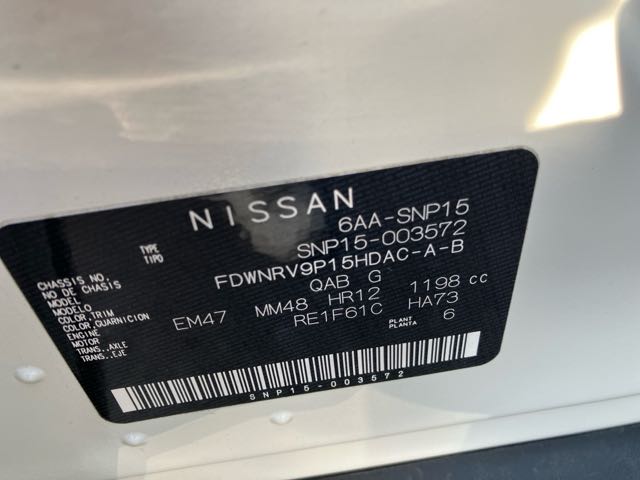 NISSAN
TYPE
TIPO
6AA-SNP15
CHASSIS NO
NO DE CHASIS
SNP15-003572
MODEL
MODELO
FDWNRV9P15HDAC-A-B
COLOR,TRIM
COLOR,GUARNICION
QAB G
ENGINE
MOTOR
EM47 MM48 HR12 1198 cc
TRANS.,AXLE
TRANS.,EJE
RE1F61C HA73
PLANT
PLANTA
6
SNP15-003572